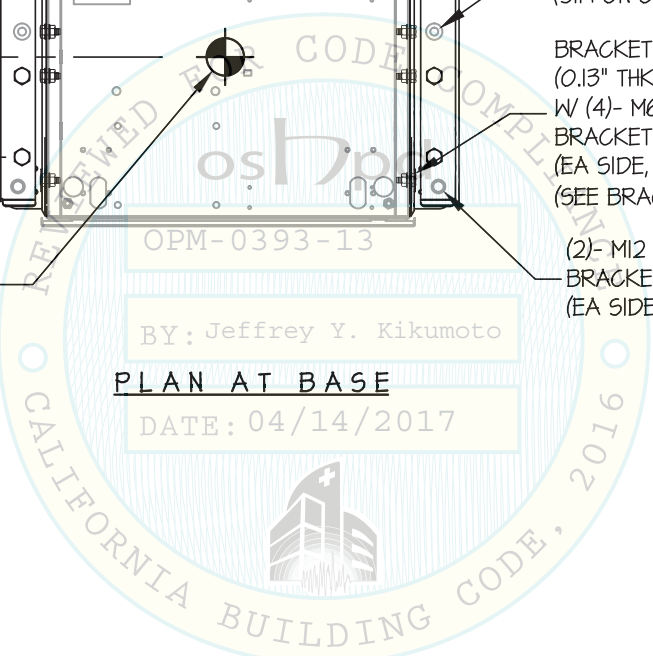 BRACKET
(0.13" THK
W/ (4)- M6
BRACKET
(EA SIDE,
(SEE BRAC
(2)- M12
BRACKE
(EA SIDE
REVIEWED FOR CODE COMPLIANCE
oshpd
OPM-0393-13
BY: Jeffrey Y. Kikumoto
PLAN AT BASE
DATE: 04/14/2017
CALIFORNIA BUILDING CODE, 2016